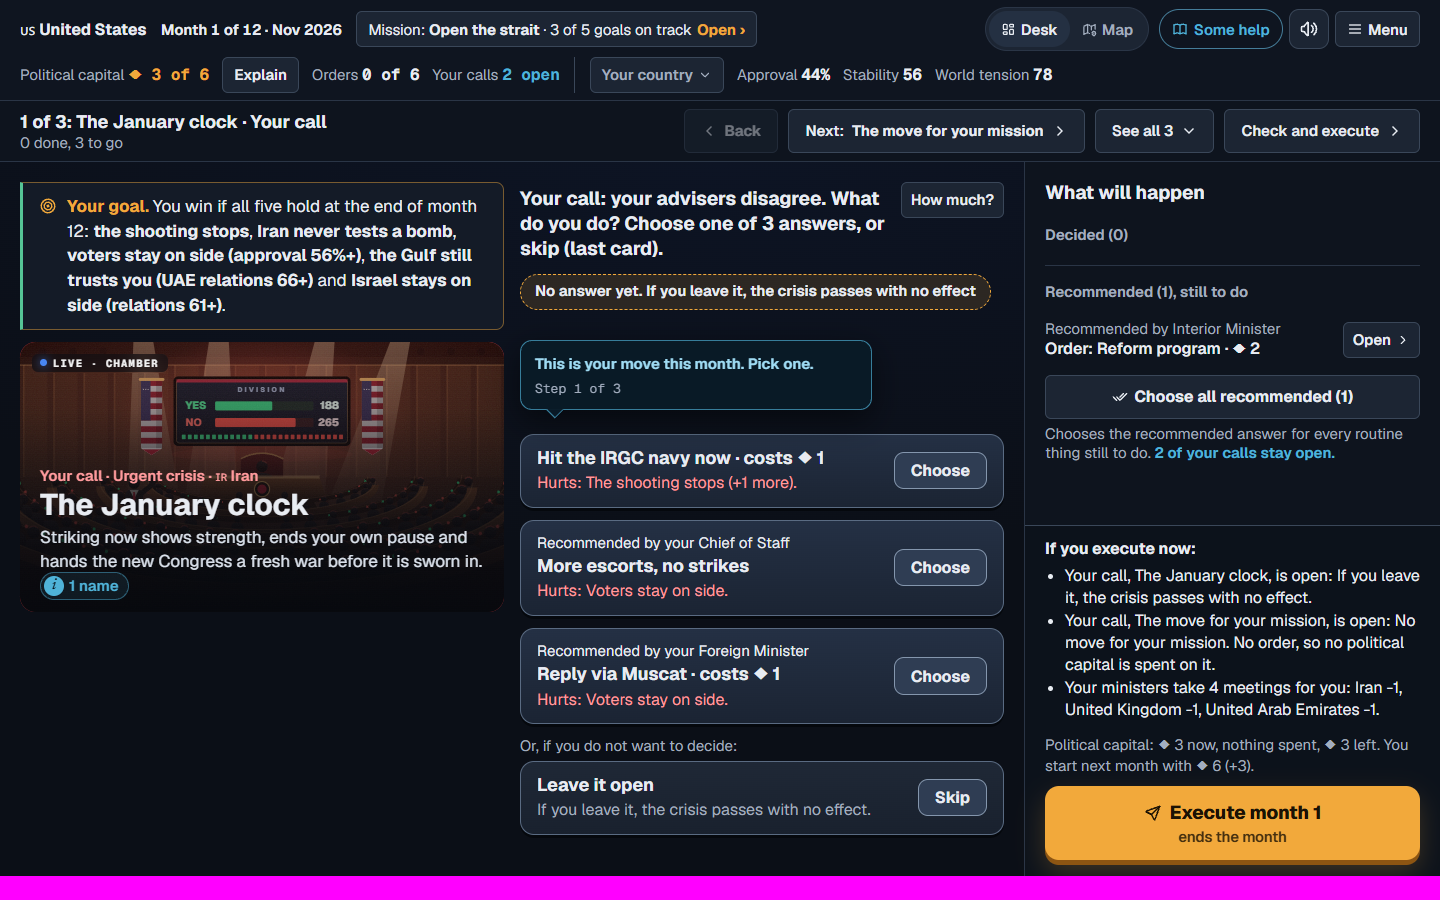 US United States Month 1 of 12 · Nov 2026 Mission: Open the strait · 3 of 5 goals on track Open › Desk Map Some help Menu
Political capital ◆ 3 of 6 Explain Orders 0 of 6 Your calls 2 open Your country Approval 44% Stability 56 World tension 78
1 of 3: The January clock · Your call
0 done, 3 to go
Back Next: The move for your mission See all 3 Check and execute
Your goal. You win if all five hold at the end of month
12: the shooting stops, Iran never tests a bomb,
voters stay on side (approval 56%+), the Gulf still
trusts you (UAE relations 66+) and Israel stays on
side (relations 61+).
LIVE · CHAMBER
DIVISION
YES 188
NO 265
Your call · Urgent crisis · IR Iran
The January clock
Striking now shows strength, ends your own pause and
hands the new Congress a fresh war before it is sworn in.
i 1 name
Your call: your advisers disagree. What
do you do? Choose one of 3 answers, or
skip (last card).
How much?
No answer yet. If you leave it, the crisis passes with no effect
This is your move this month. Pick one.
Step 1 of 3
Hit the IRGC navy now · costs ◆ 1
Hurts: The shooting stops (+1 more).
Choose
Recommended by your Chief of Staff
More escorts, no strikes
Hurts: Voters stay on side.
Choose
Recommended by your Foreign Minister
Reply via Muscat · costs ◆ 1
Hurts: Voters stay on side.
Choose
Or, if you do not want to decide:
Leave it open
If you leave it, the crisis passes with no effect.
Skip
What will happen
Decided (0)
Recommended (1), still to do
Recommended by Interior Minister
Order: Reform program · ◆ 2
Open
Choose all recommended (1)
Chooses the recommended answer for every routine
thing still to do. 2 of your calls stay open.
If you execute now:
• Your call, The January clock, is open: If you leave
it, the crisis passes with no effect.
• Your call, The move for your mission, is open: No
move for your mission. No order, so no political
capital is spent on it.
• Your ministers take 4 meetings for you: Iran -1,
United Kingdom -1, United Arab Emirates -1.
Political capital: ◆ 3 now, nothing spent, ◆ 3 left. You
start next month with ◆ 6 (+3).
Execute month 1
ends the month